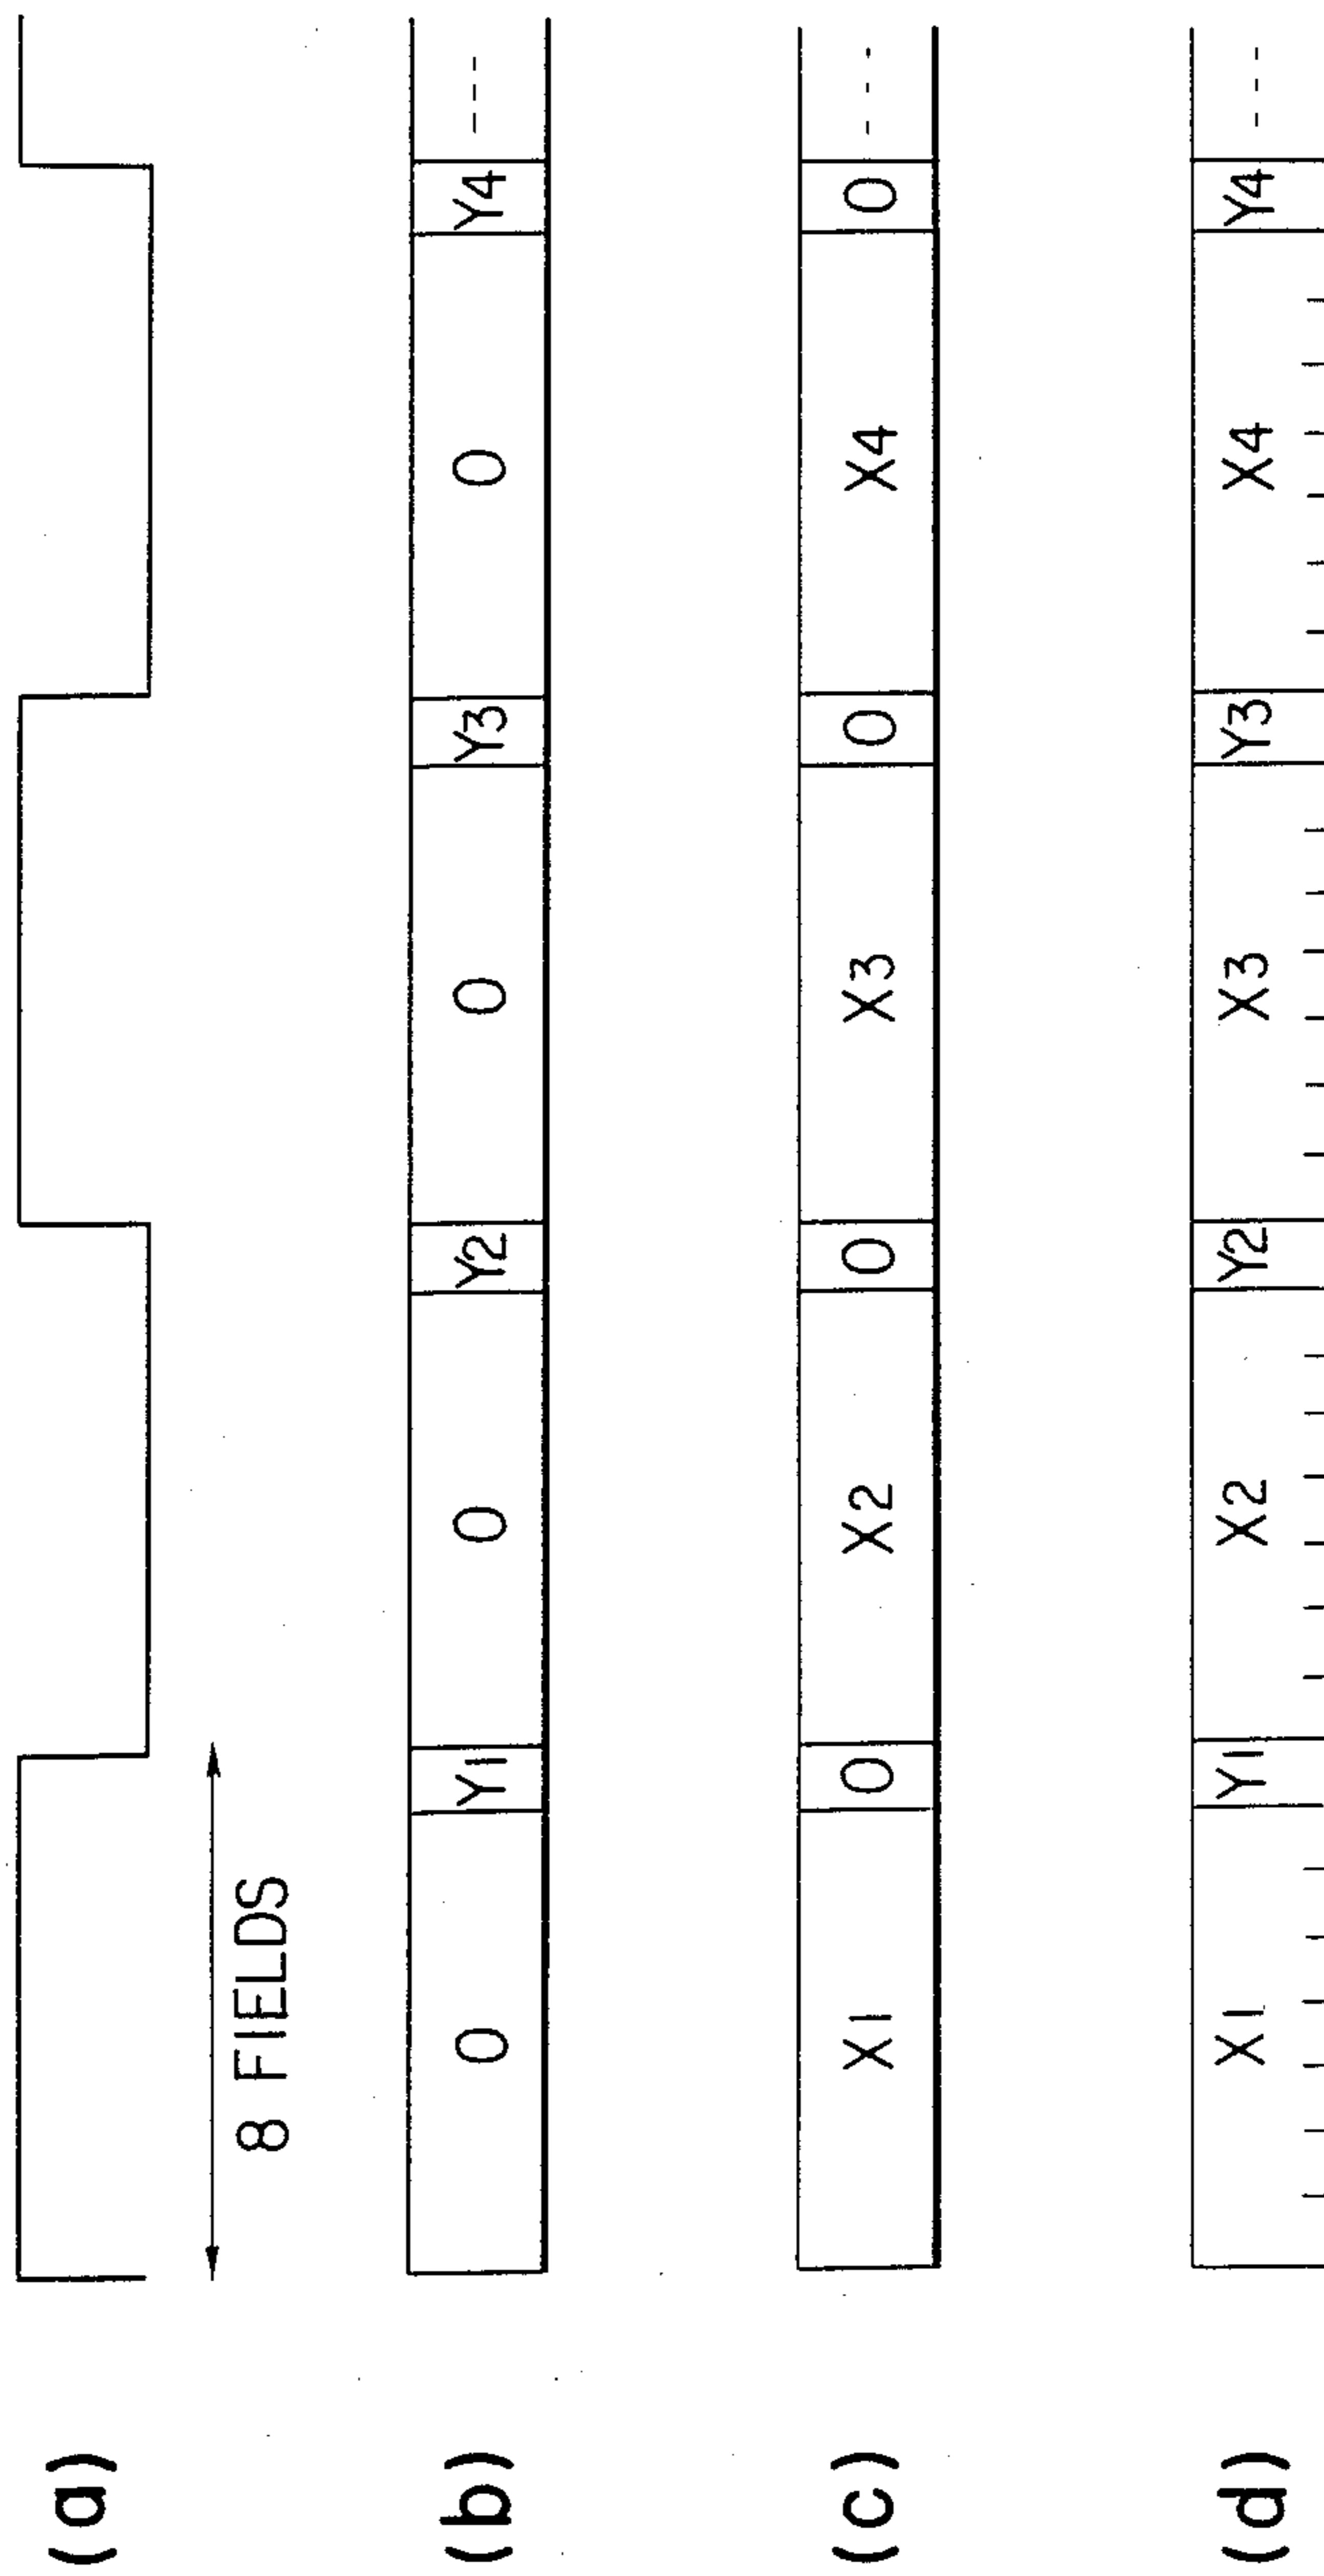 (a)
8 FIELDS
(b) 0 Y1 0 Y2 0 Y3 0 Y4 ---
(c) X1 0 X2 0 X3 0 X4 0 ---
(d) X1 Y1 X2 Y2 X3 Y3 X4 Y4 ---